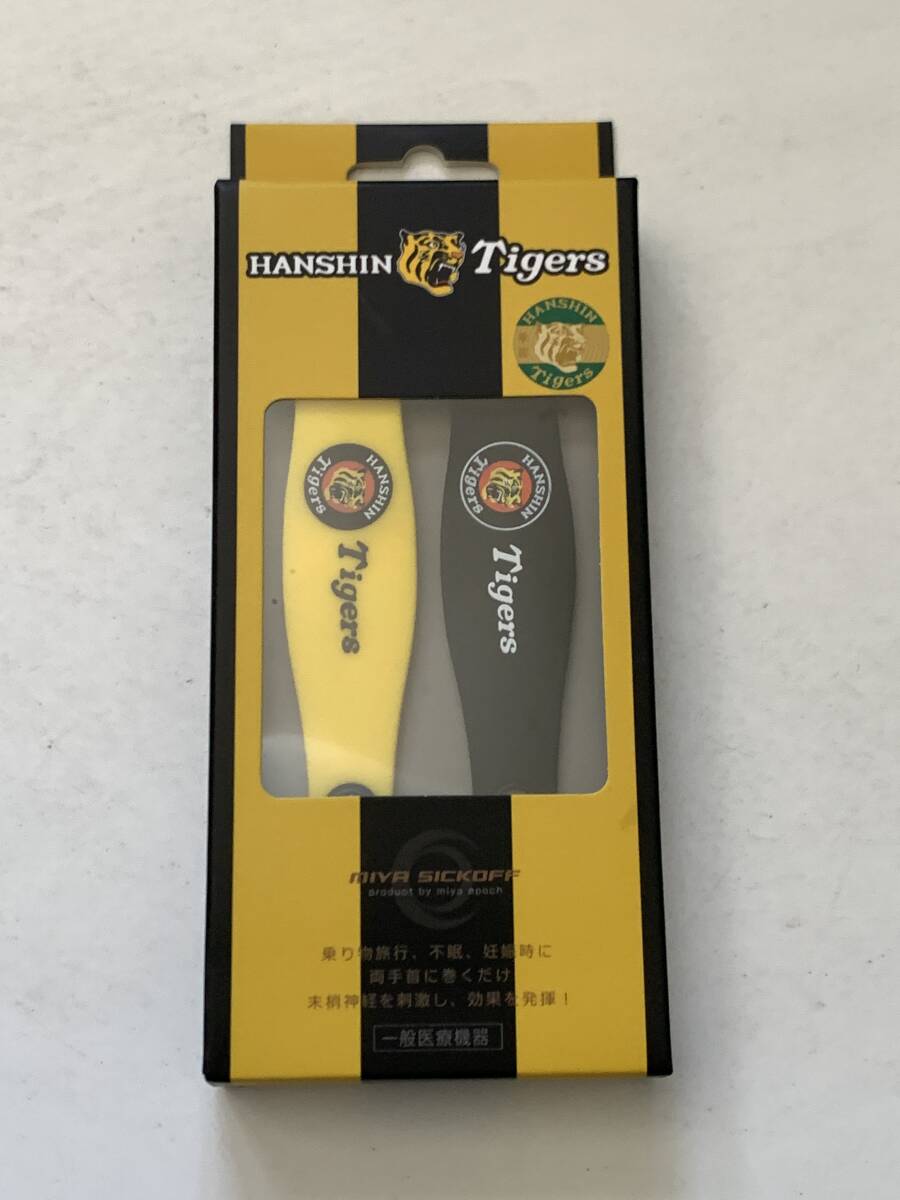 HANSHIN Tigers
HANSHIN
Tigers
HANSHIN
Tigers
Tigers
HANSHIN
Tigers
Tigers
MIYA SICKOFF
product by miya epoch
乗り物旅行、不眠、妊娠時に
両手首に巻くだけ
末梢神経を刺激し、効果を発揮！
一般医療機器